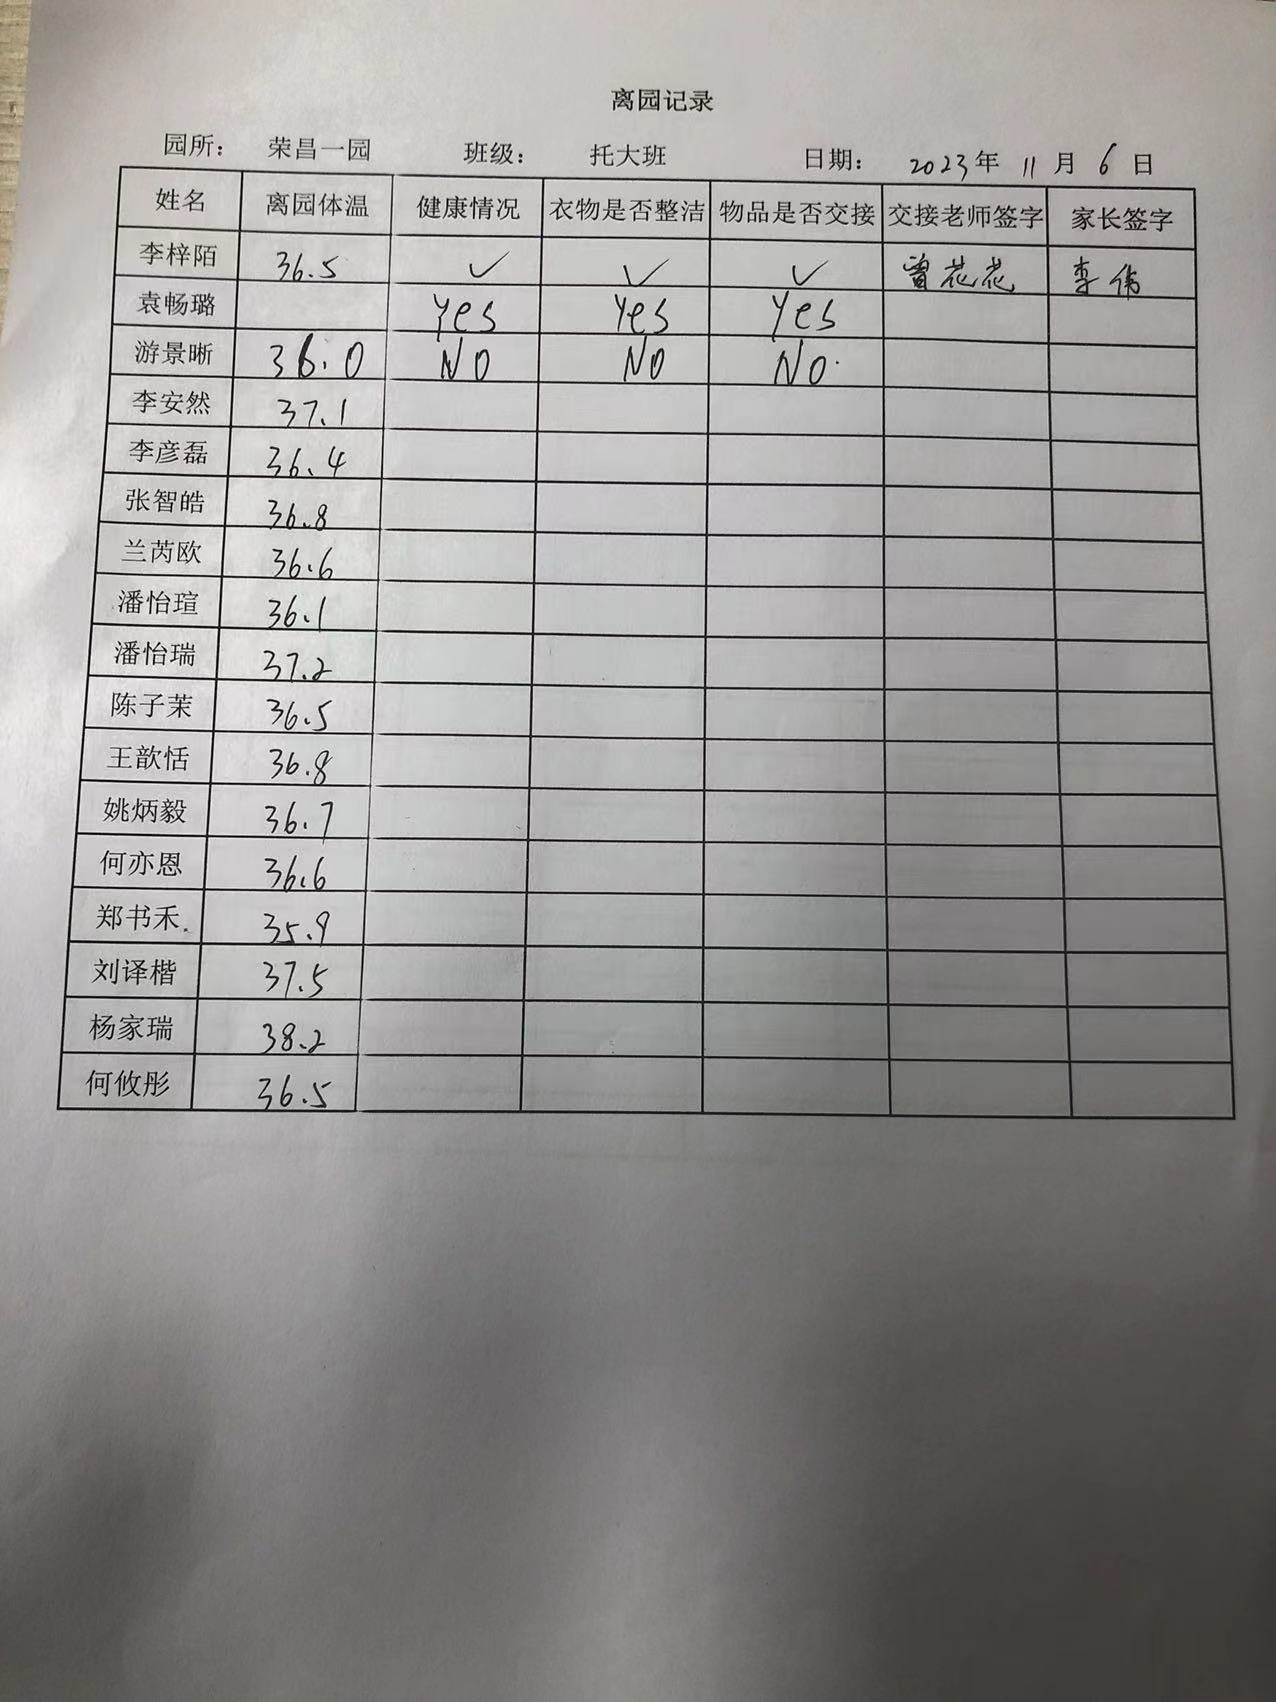 离园记录
园所： 荣昌一园 班级： 托大班 日期： 2023年 11月 6日
姓名 离园体温 健康情况 衣物是否整洁 物品是否交接 交接老师签字 家长签字
李梓陌 36.5 ✓ ✓ ✓ 曾花花 李伟
袁畅璐 yes yes yes
游景晰 36.0 NO NO NO.
李安然 37.1
李彦磊 36.4
张智皓 36.8
兰芮欧 36.6
潘怡瑄 36.1
潘怡瑞 37.2
陈子茉 36.5
王歆恬 36.8
姚炳毅 36.7
何亦恩 36.6
郑书禾 35.9
刘译楷 37.5
杨家瑞 38.2
何攸彤 36.5